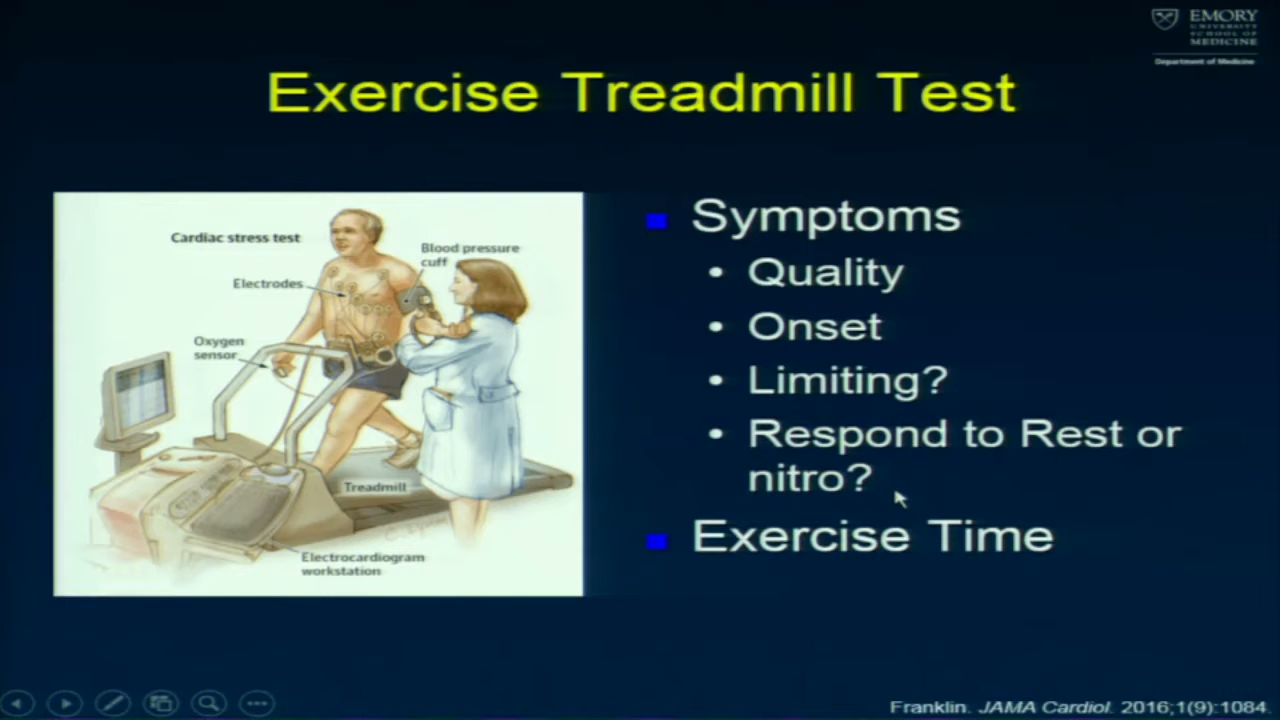 EMORY
UNIVERSITY
SCHOOL OF
MEDICINE
Department of Medicine
Exercise Treadmill Test
Cardiac stress test
Blood pressure
cuff
Electrodes
Oxygen
sensor
Treadmill
Electrocardiogram
workstation
Symptoms
• Quality
• Onset
• Limiting?
• Respond to Rest or
nitro?
Exercise Time
Franklin. JAMA Cardiol. 2016;1(9):1084.